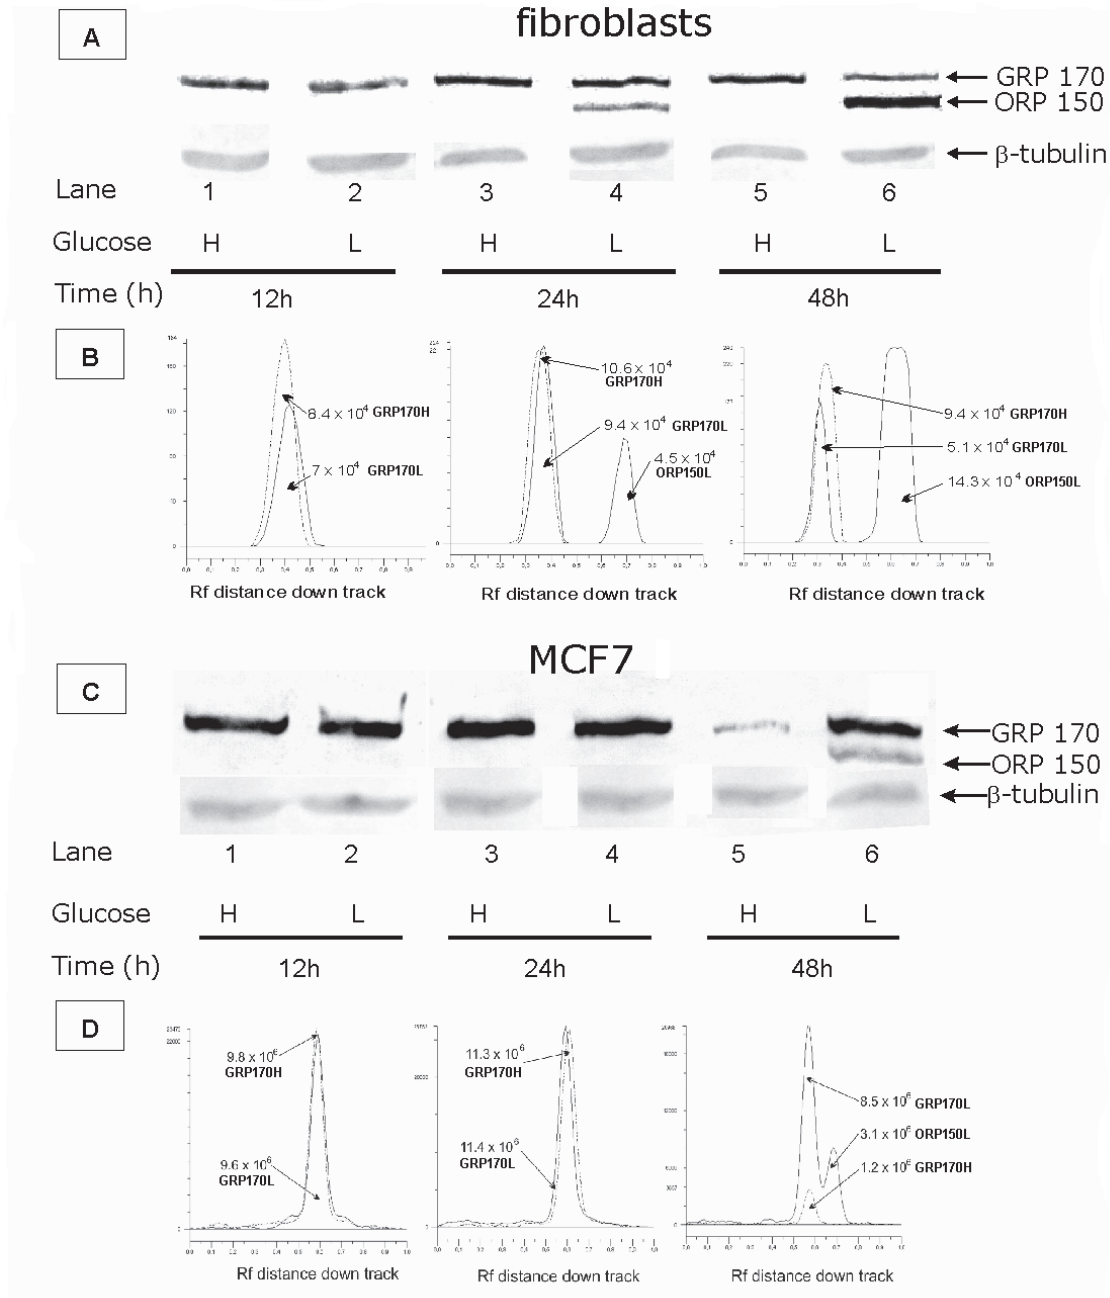 A
fibroblasts
GRP 170
ORP 150
β-tubulin
Lane 1 2 3 4 5 6
Glucose H L H L H L
Time (h) 12h 24h 48h
B
8.4 x 10⁴ GRP170H
7 x 10⁴ GRP170L
10.6 x 10⁴
GRP170H
9.4 x 10⁴ GRP170L
4.5 x 10⁴
ORP150L
9.4 x 10⁴ GRP170H
5.1 x 10⁴ GRP170L
14.3 x 10⁴ ORP150L
Rf distance down track Rf distance down track Rf distance down track
MCF7
C
GRP 170
ORP 150
β-tubulin
Lane 1 2 3 4 5 6
Glucose H L H L H L
Time (h) 12h 24h 48h
D
9.8 x 10⁶
GRP170H
9.6 x 10⁶
GRP170L
11.3 x 10⁶
GRP170H
11.4 x 10⁶
GRP170L
8.5 x 10⁶ GRP170L
3.1 x 10⁶ ORP150L
1.2 x 10⁶ GRP170H
Rf distance down track Rf distance down track Rf distance down track